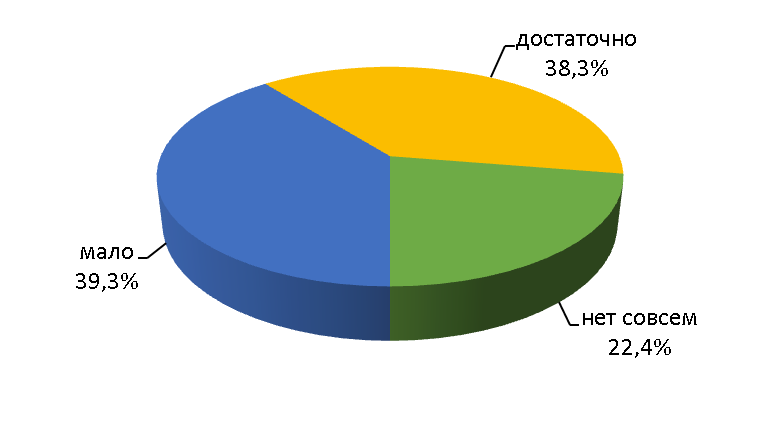 достаточно
38,3%
мало
39,3%
нет совсем
22,4%